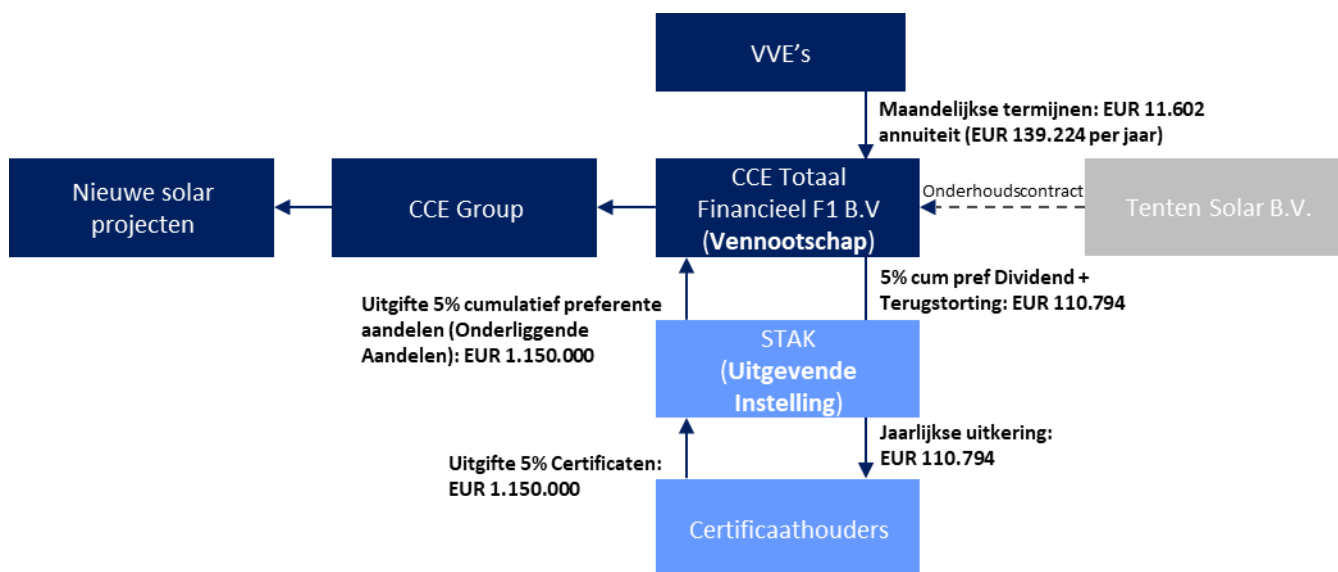 VVE's
Maandelijkse termijnen: EUR 11.602
annuiteit (EUR 139.224 per jaar)
Nieuwe solar
projecten
CCE Group
CCE Totaal
Financieel F1 B.V
(Vennootschap)
Onderhoudscontract
Tenten Solar B.V.
Uitgifte 5% cumulatief preferente
aandelen (Onderliggende
Aandelen): EUR 1.150.000
5% cum pref Dividend +
Terugstorting: EUR 110.794
STAK
(Uitgevende
Instelling)
Uitgifte 5% Certificaten:
EUR 1.150.000
Jaarlijkse uitkering:
EUR 110.794
Certificaathouders